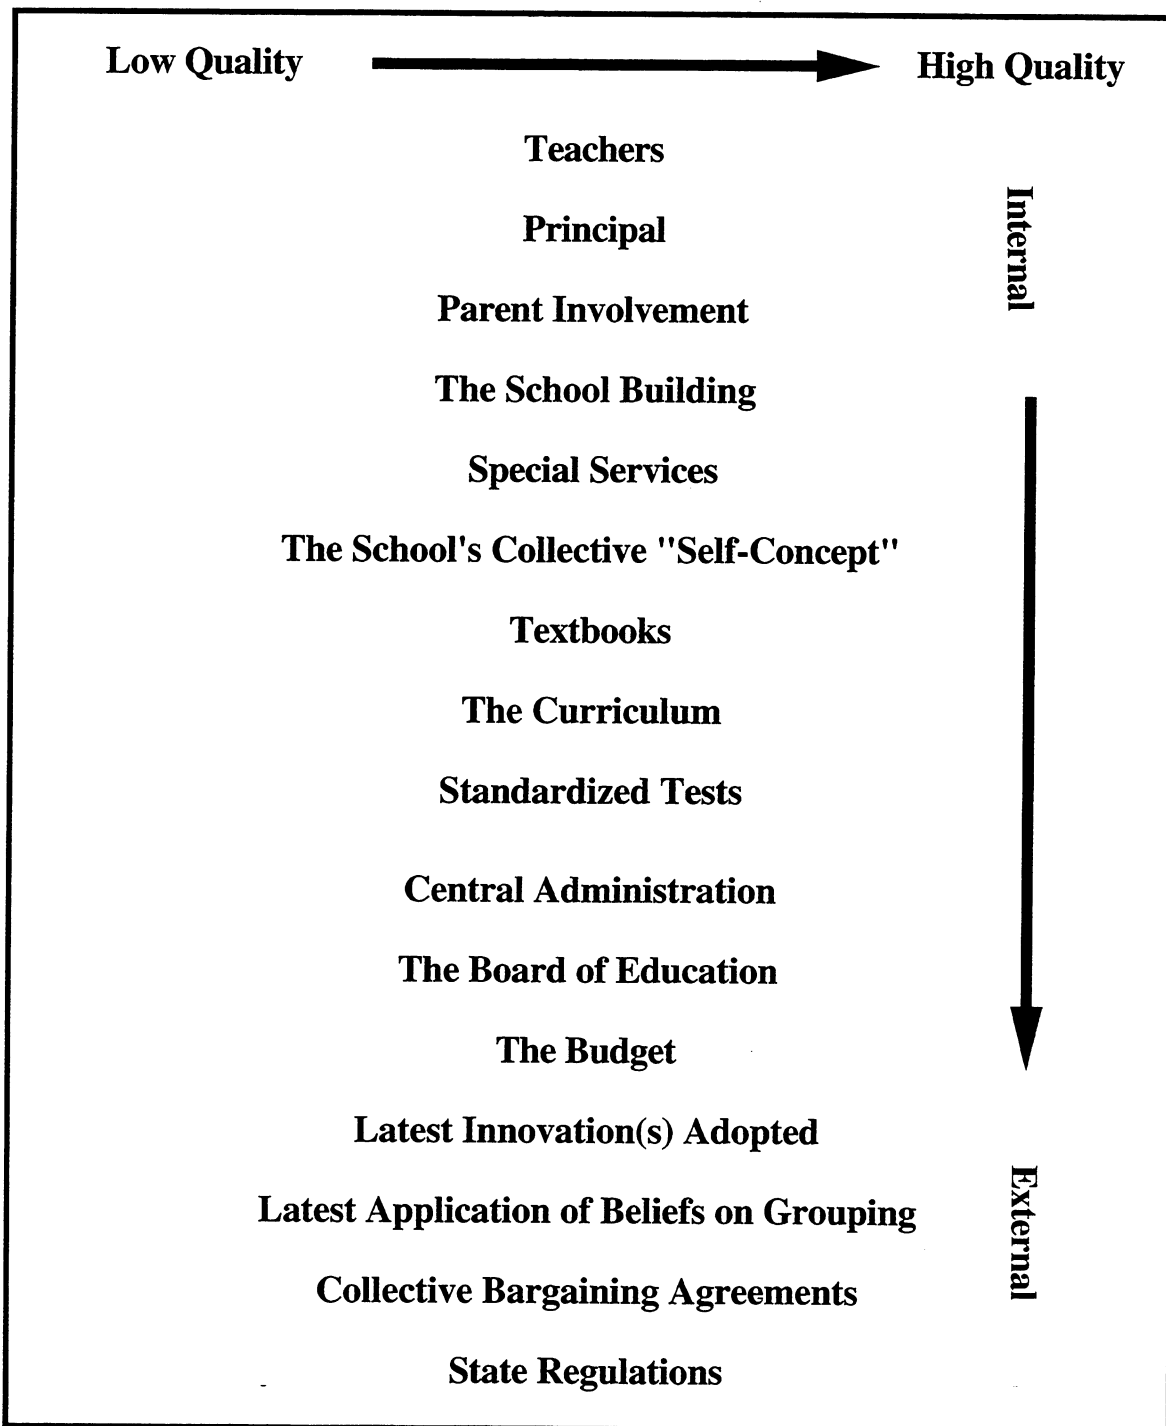 Low Quality High Quality
Teachers
Internal
Principal
Parent Involvement
The School Building
Special Services
The School's Collective "Self-Concept"
Textbooks
The Curriculum
Standardized Tests
Central Administration
The Board of Education
The Budget
Latest Innovation(s) Adopted
Latest Application of Beliefs on Grouping
External
Collective Bargaining Agreements
State Regulations